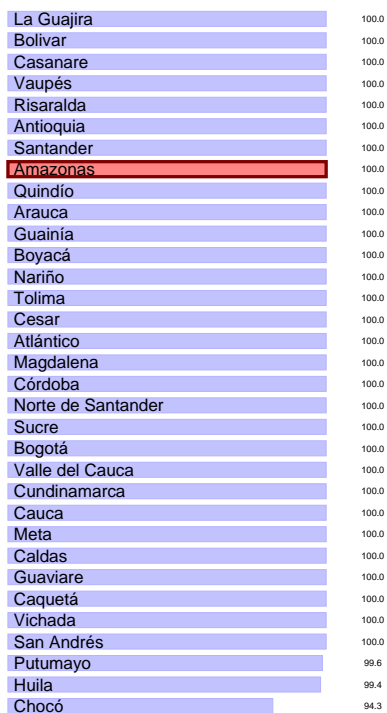 La Guajira 100.0
Bolivar 100.0
Casanare 100.0
Vaupés 100.0
Risaralda 100.0
Antioquia 100.0
Santander 100.0
Amazonas 100.0
Quindío 100.0
Arauca 100.0
Guainía 100.0
Boyacá 100.0
Nariño 100.0
Tolima 100.0
Cesar 100.0
Atlántico 100.0
Magdalena 100.0
Córdoba 100.0
Norte de Santander 100.0
Sucre 100.0
Bogotá 100.0
Valle del Cauca 100.0
Cundinamarca 100.0
Cauca 100.0
Meta 100.0
Caldas 100.0
Guaviare 100.0
Caquetá 100.0
Vichada 100.0
San Andrés 100.0
Putumayo 99.6
Huila 99.4
Chocó 94.3